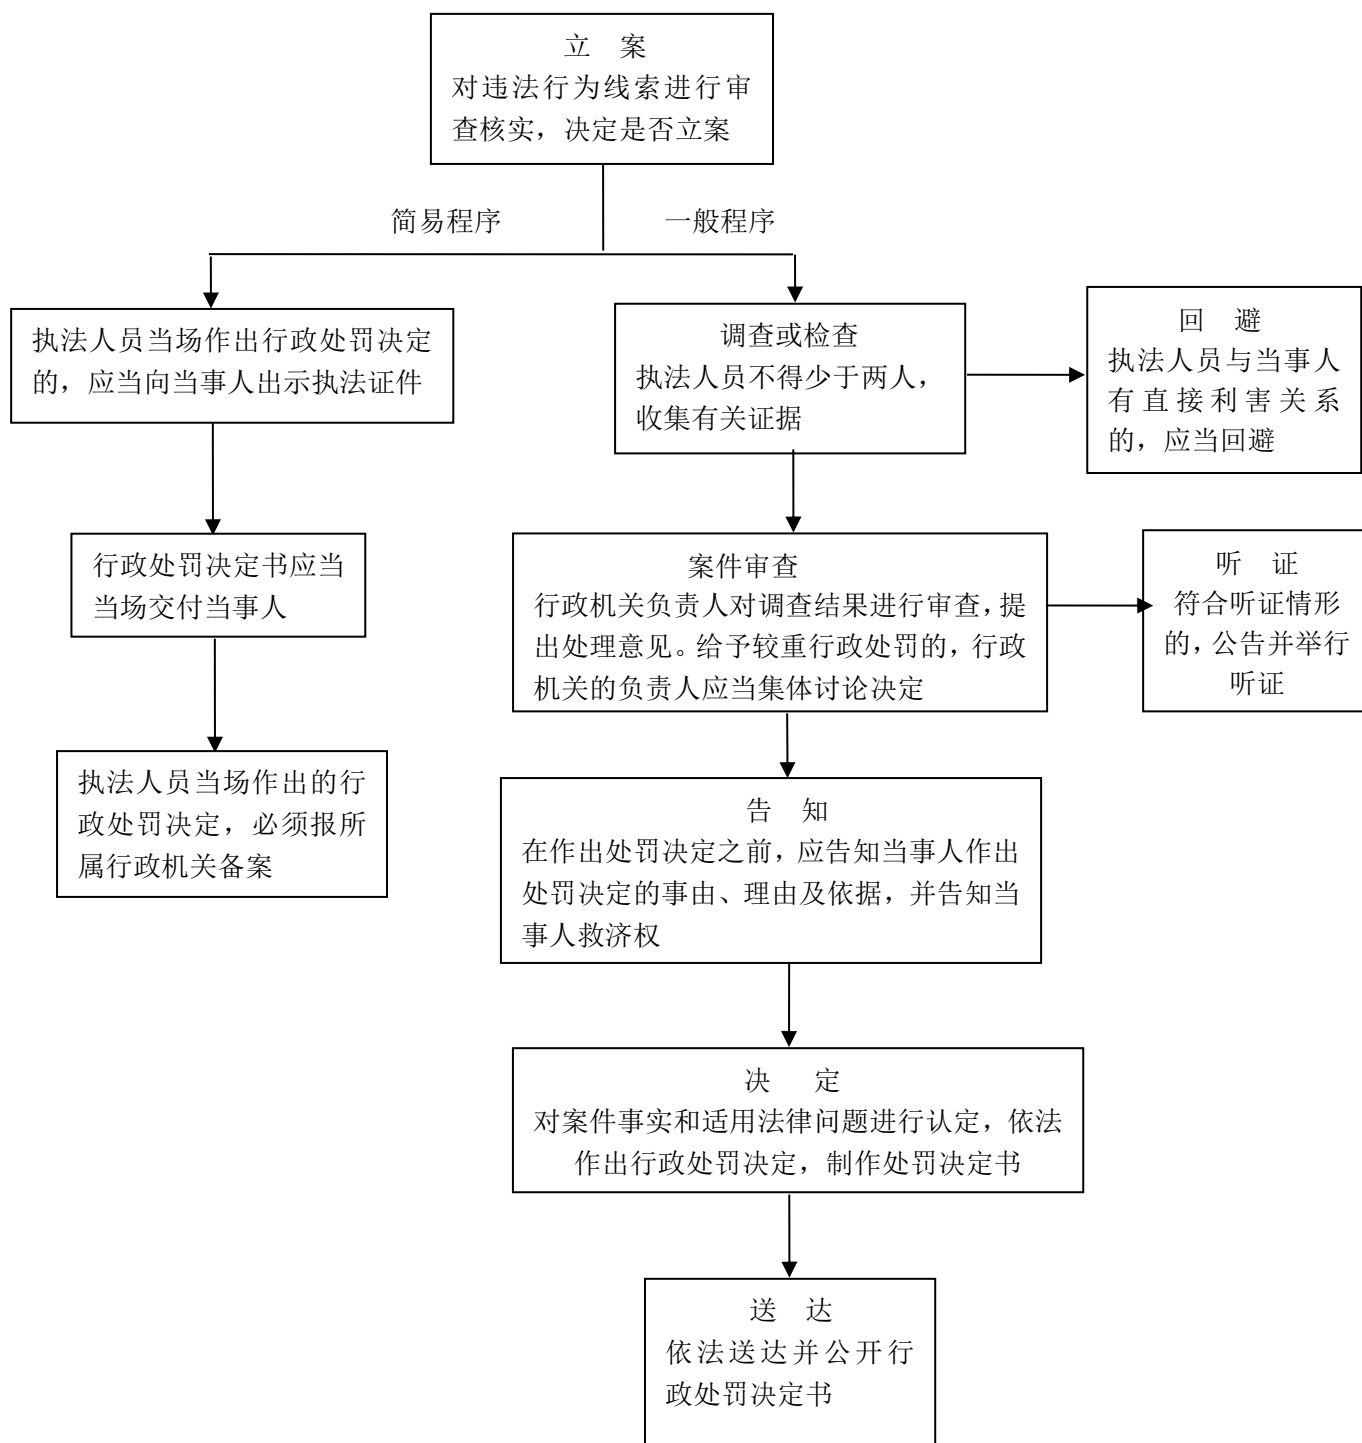 立 案
对违法行为线索进行审
查核实，决定是否立案
简易程序
一般程序
执法人员当场作出行政处罚决定
的，应当向当事人出示执法证件
调查或检查
执法人员不得少于两人，
收集有关证据
回 避
执法人员与当事人
有直接利害关系
的，应当回避
行政处罚决定书应当
当场交付当事人
案件审查
行政机关负责人对调查结果进行审查，提
出处理意见。给予较重行政处罚的，行政
机关的负责人应当集体讨论决定
听 证
符合听证情形
的，公告并举行
听证
执法人员当场作出的行
政处罚决定，必须报所
属行政机关备案
告 知
在作出处罚决定之前，应告知当事人作出
处罚决定的事由、理由及依据，并告知当
事人救济权
决 定
对案件事实和适用法律问题进行认定，依法
作出行政处罚决定，制作处罚决定书
送 达
依法送达并公开行
政处罚决定书